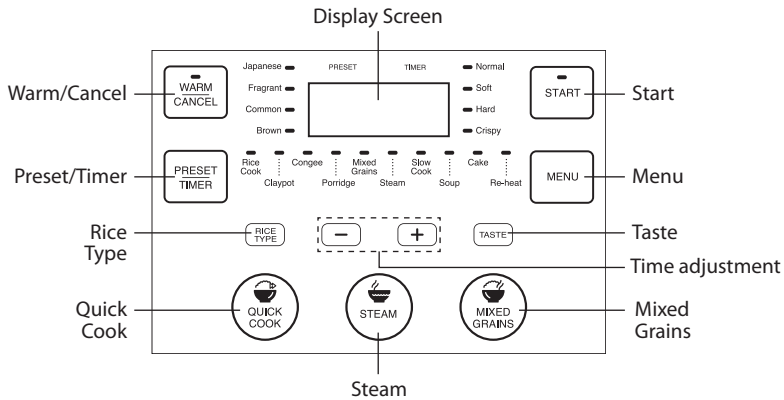 Display Screen
Japanese
Fragrant
Common
Brown
PRESET
TIMER
Normal
Soft
Hard
Crispy
Warm/Cancel
WARM
CANCEL
START
Start
Preset/Timer
PRESET
TIMER
Rice
Cook
Claypot
Congee
Porridge
Mixed
Grains
Steam
Slow
Cook
Soup
Cake
Re-heat
MENU
Menu
Rice
Type
RICE
TYPE
−
+
TASTE
Taste
Time adjustment
Quick
Cook
QUICK
COOK
STEAM
MIXED
GRAINS
Mixed
Grains
Steam